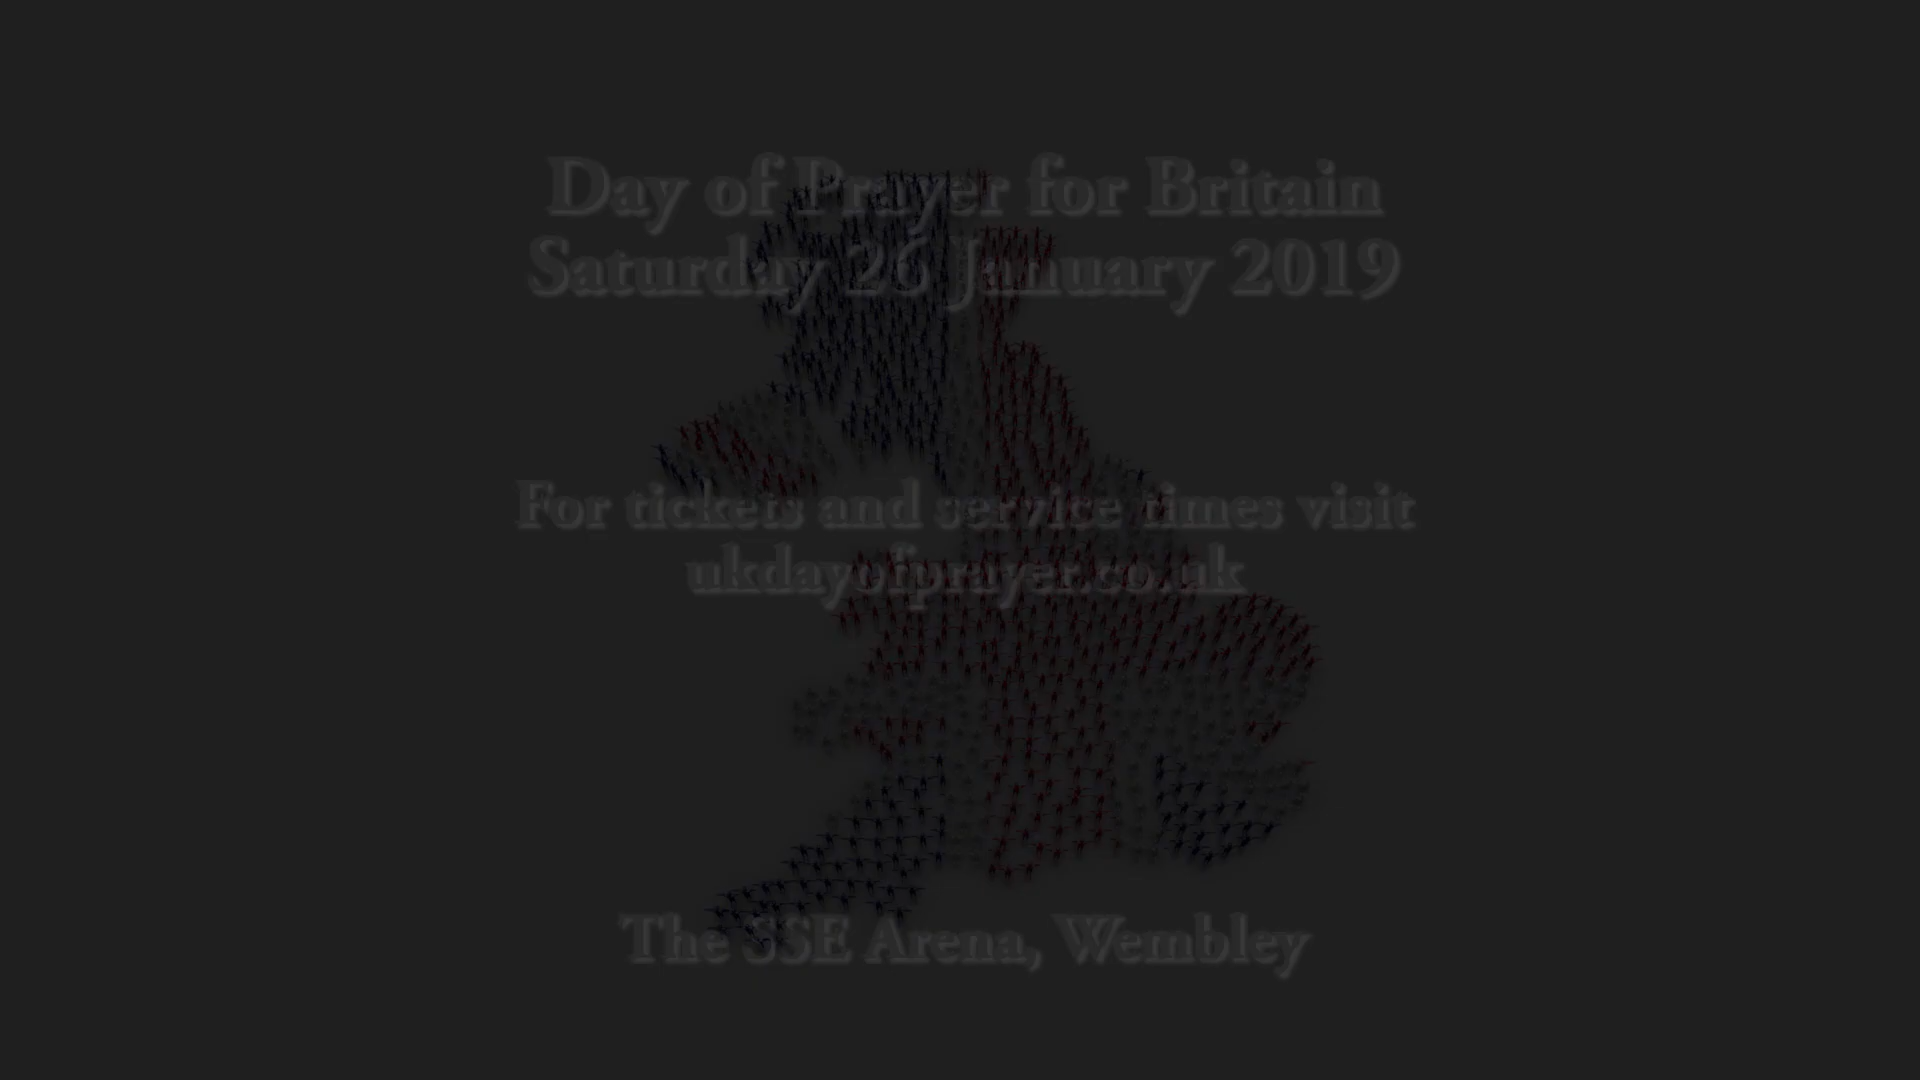 Day of Prayer for Britain
Saturday 26 January 2019
For tickets and service times visit
ukdayofprayer.co.uk
The SSE Arena, Wembley